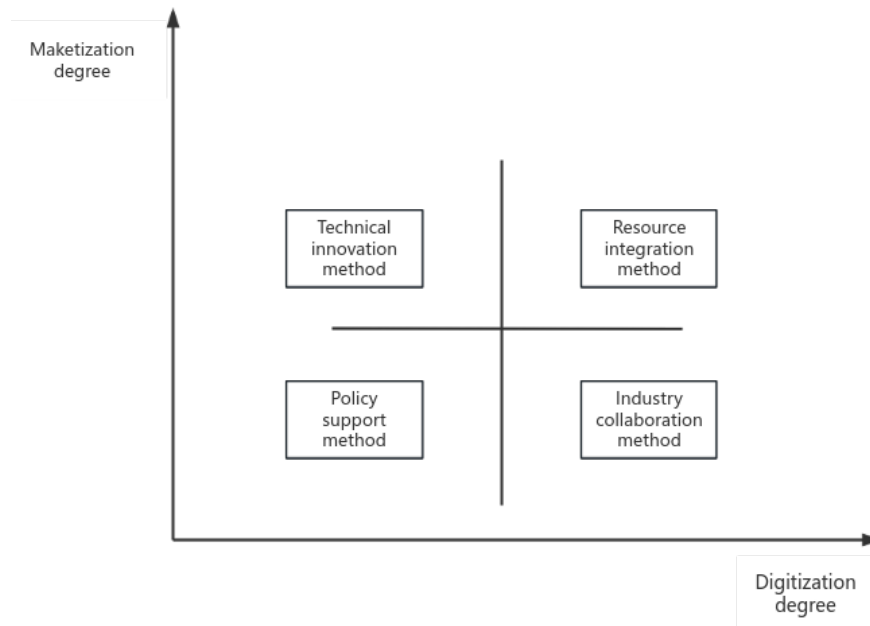 Maketization
degree
Technical
innovation
method
Resource
integration
method
Policy
support
method
Industry
collaboration
method
Digitization
degree